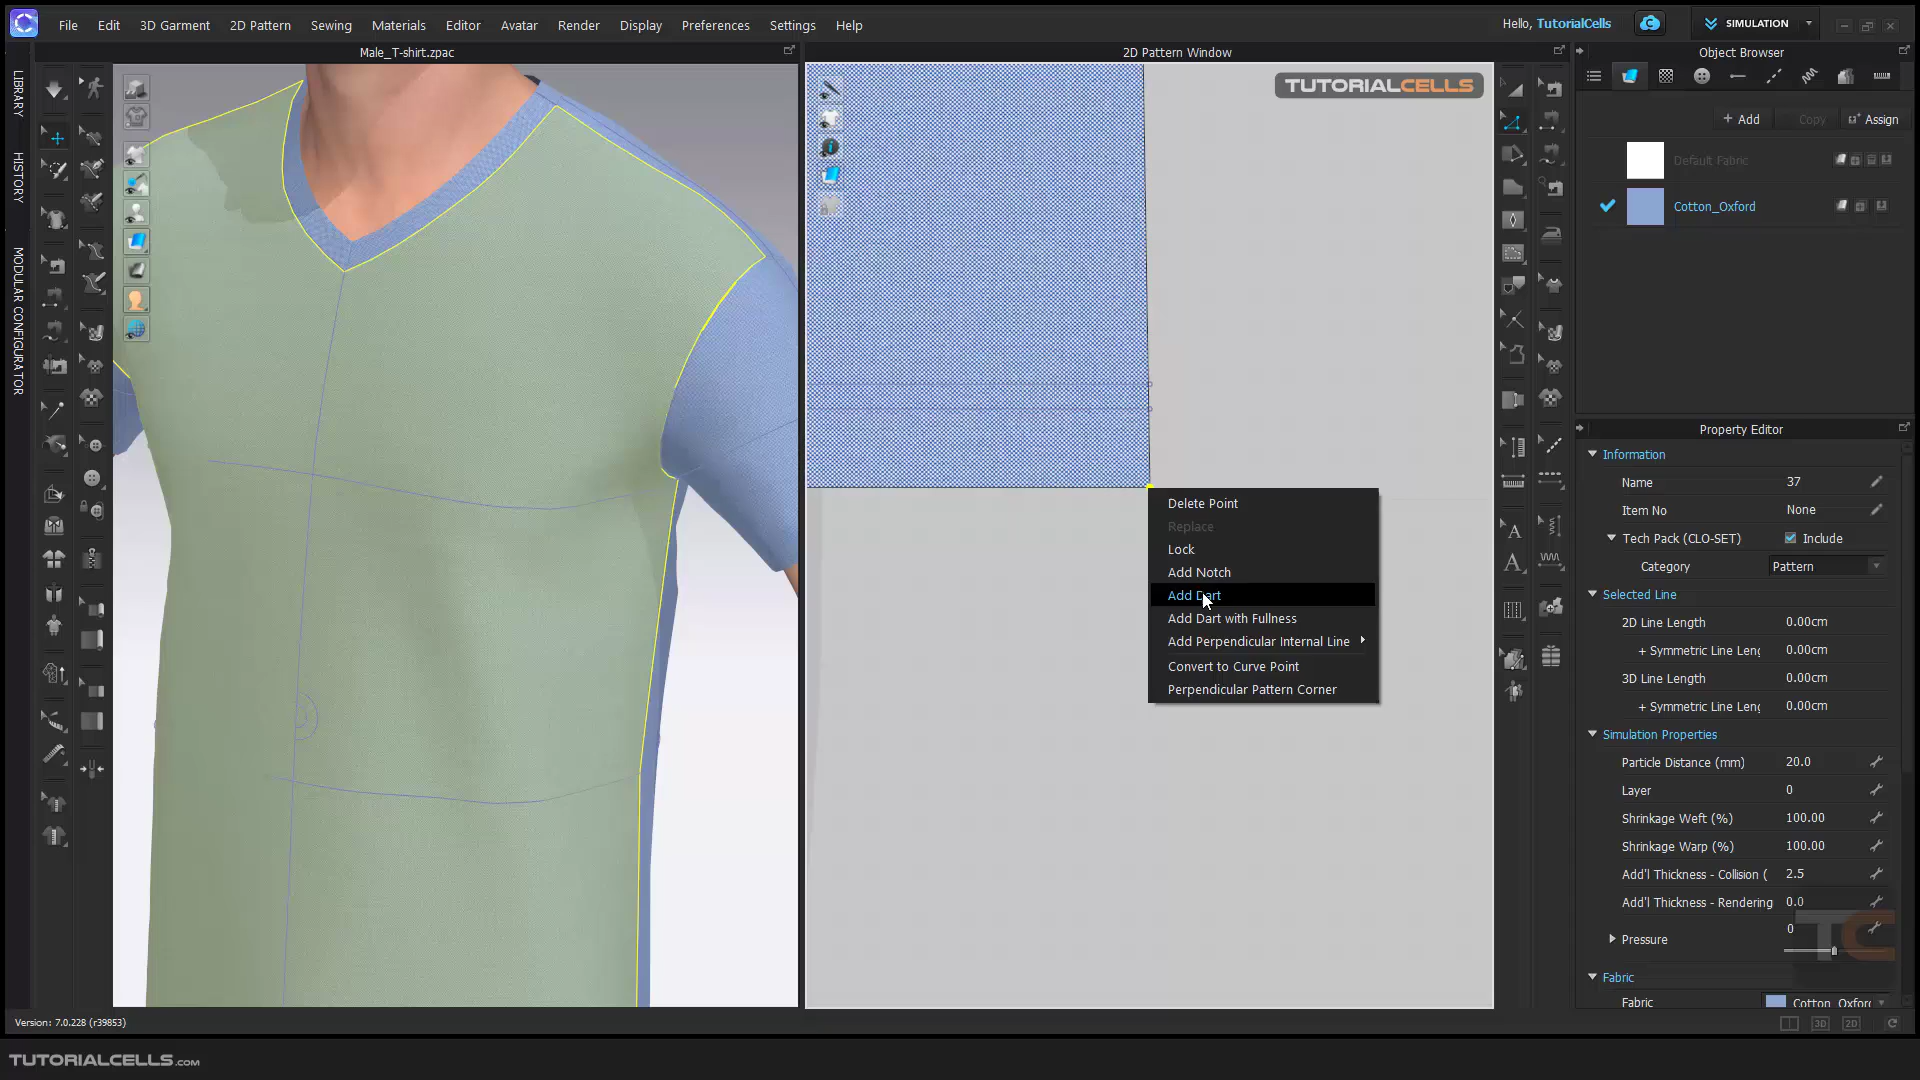 File Edit 3D Garment 2D Pattern Sewing Materials Editor Avatar Render Display Preferences Settings Help
Hello, TutorialCells
SIMULATION
Male_T-shirt.zpac
2D Pattern Window
Object Browser
LIBRARY
HISTORY
MODULAR CONFIGURATOR
TUTORIALCELLS
+ Add
Copy
Assign
Default Fabric
Cotton_Oxford
Delete Point
Replace
Lock
Add Notch
Add Dart
Add Dart with Fullness
Add Perpendicular Internal Line
Convert to Curve Point
Perpendicular Pattern Corner
Property Editor
Information
Name 37
Item No None
Tech Pack (CLO-SET) Include
Category Pattern
Selected Line
2D Line Length 0.00cm
+ Symmetric Line Leng 0.00cm
3D Line Length 0.00cm
+ Symmetric Line Leng 0.00cm
Simulation Properties
Particle Distance (mm) 20.0
Layer 0
Shrinkage Weft (%) 100.00
Shrinkage Warp (%) 100.00
Add'l Thickness - Collision ( 2.5
Add'l Thickness - Rendering 0.0
Pressure 0
TC
Fabric
Fabric Cotton_Oxford
Version: 7.0.228 (r39853)
3D 2D
TUTORIALCELLS.com